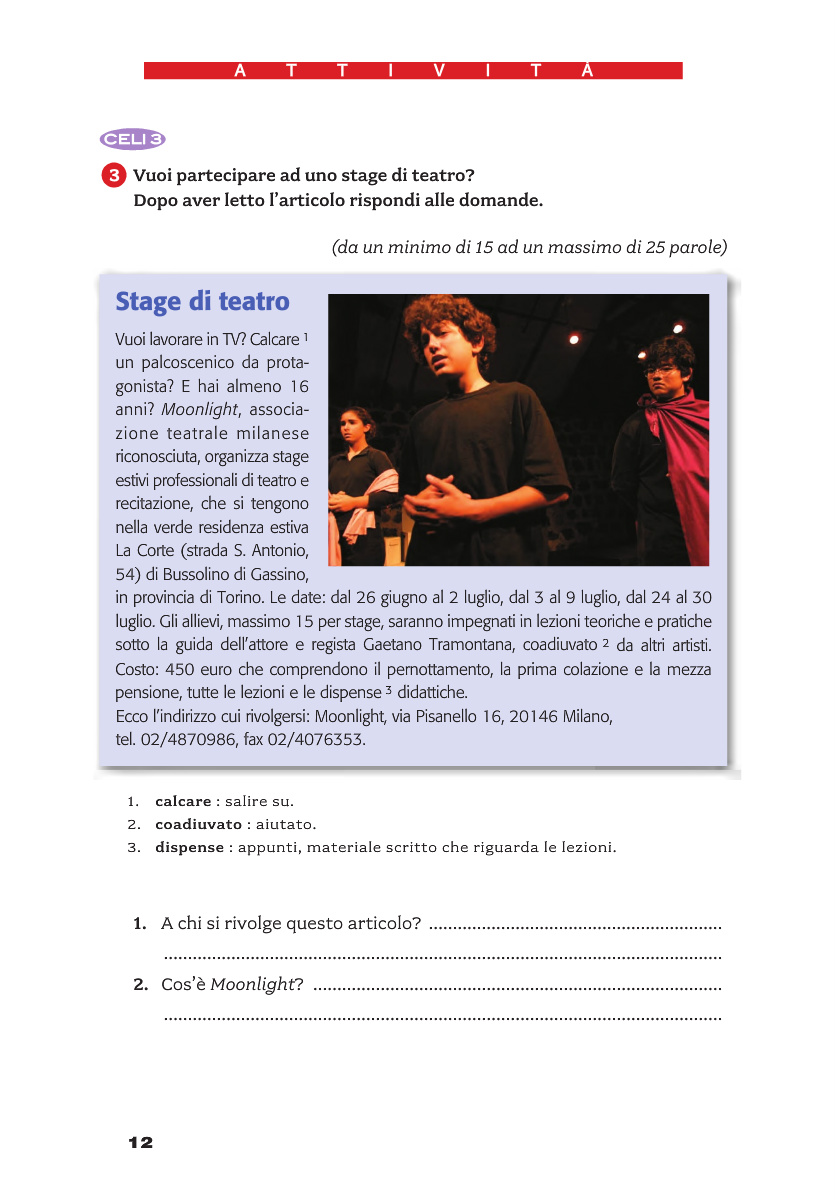 ATTIVITÀ
CELI 3
3 Vuoi partecipare ad uno stage di teatro?
Dopo aver letto l'articolo rispondi alle domande.
(da un minimo di 15 ad un massimo di 25 parole)
Stage di teatro
Vuoi lavorare in TV? Calcare 1
un palcoscenico da prota-
gonista? E hai almeno 16
anni? Moonlight, associa-
zione teatrale milanese
riconosciuta, organizza stage
estivi professionali di teatro e
recitazione, che si tengono
nella verde residenza estiva
La Corte (strada S. Antonio,
54) di Bussolino di Gassino,
in provincia di Torino. Le date: dal 26 giugno al 2 luglio, dal 3 al 9 luglio, dal 24 al 30
luglio. Gli allievi, massimo 15 per stage, saranno impegnati in lezioni teoriche e pratiche
sotto la guida dell'attore e regista Gaetano Tramontana, coadiuvato 2 da altri artisti.
Costo: 450 euro che comprendono il pernottamento, la prima colazione e la mezza
pensione, tutte le lezioni e le dispense 3 didattiche.
Ecco l'indirizzo cui rivolgersi: Moonlight, via Pisanello 16, 20146 Milano,
tel. 02/4870986, fax 02/4076353.
1. calcare : salire su.
2. coadiuvato : aiutato.
3. dispense : appunti, materiale scritto che riguarda le lezioni.
1. A chi si rivolge questo articolo? ............................................................
....................................................................................................................
2. Cos'è Moonlight? ....................................................................................
....................................................................................................................
12